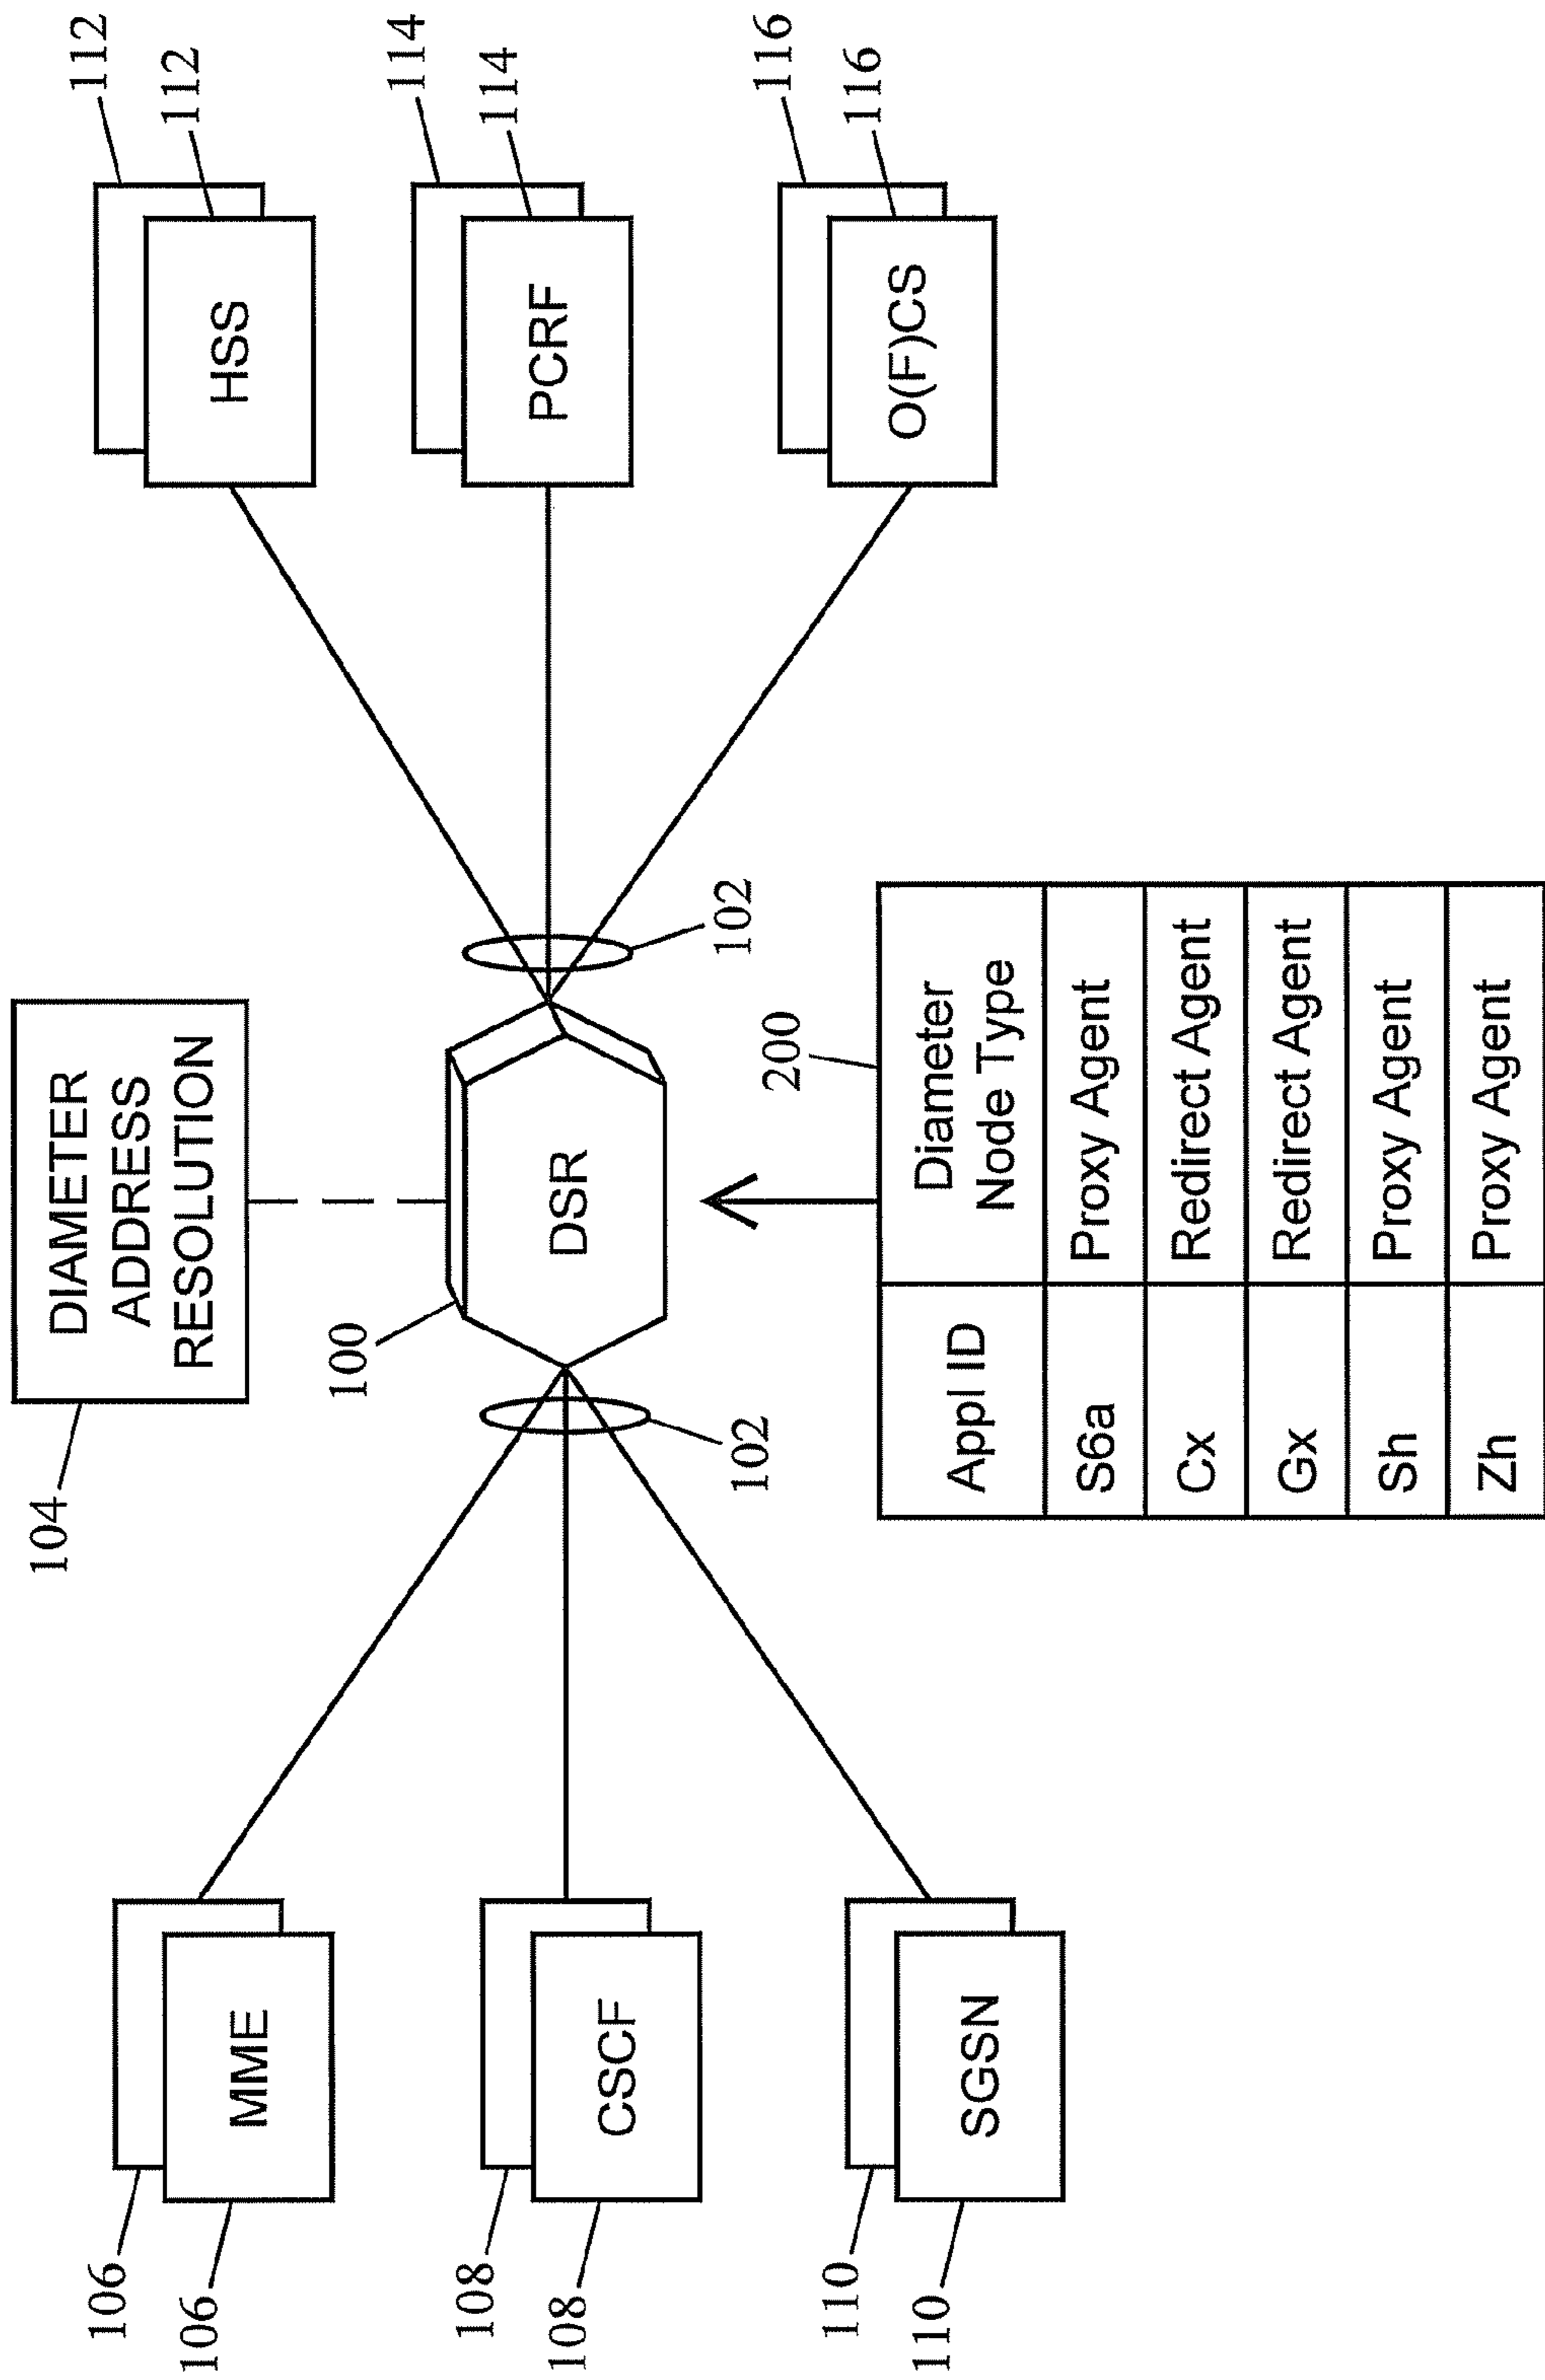 104
DIAMETER
ADDRESS
RESOLUTION
106
106
MME
108
108
CSCF
110
110
SGSN
102
100
DSR
102
112
112
HSS
114
114
PCRF
116
116
O(F)CS
200
Appl ID
Diameter
Node Type
S6a
Proxy Agent
Cx
Redirect Agent
Gx
Redirect Agent
Sh
Proxy Agent
Zh
Proxy Agent